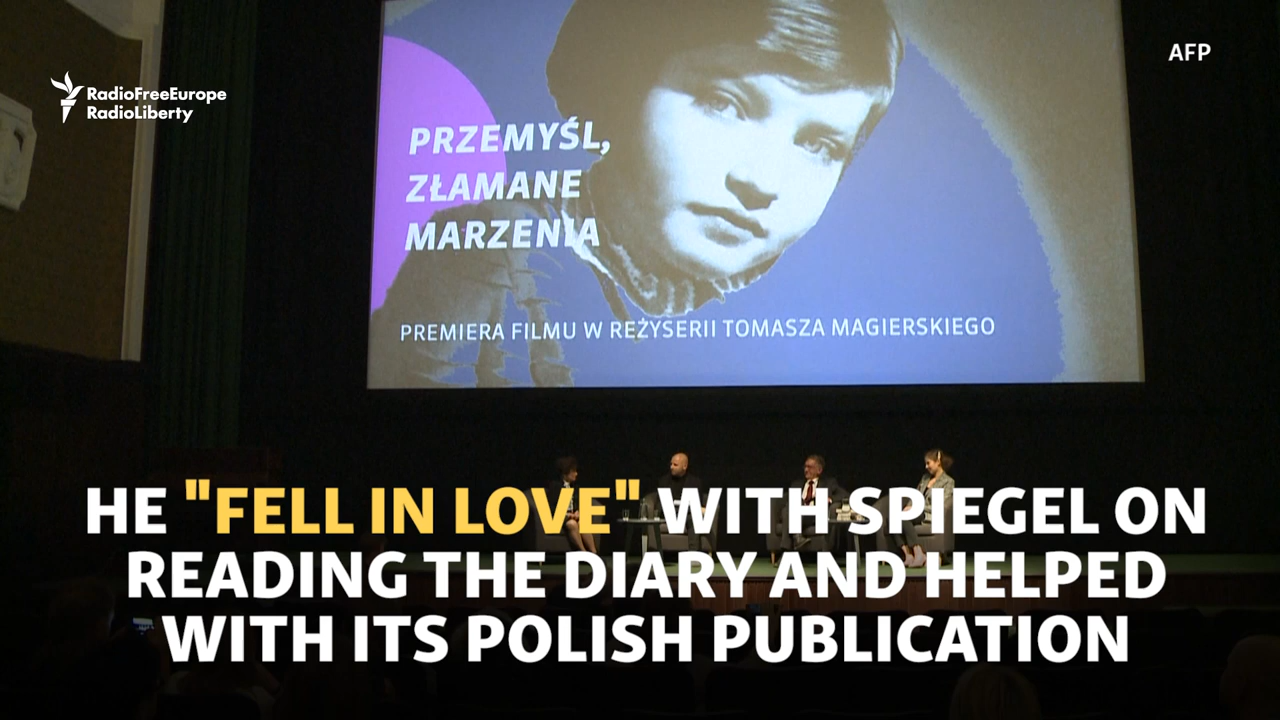 RadioFreeEurope
RadioLiberty
AFP
PRZEMYŚL,
ZŁAMANE
MARZENIA
PREMIERA FILMU W REŻYSERII TOMASZA MAGIERSKIEGO
HE "FELL IN LOVE" WITH SPIEGEL ON
READING THE DIARY AND HELPED
WITH ITS POLISH PUBLICATION